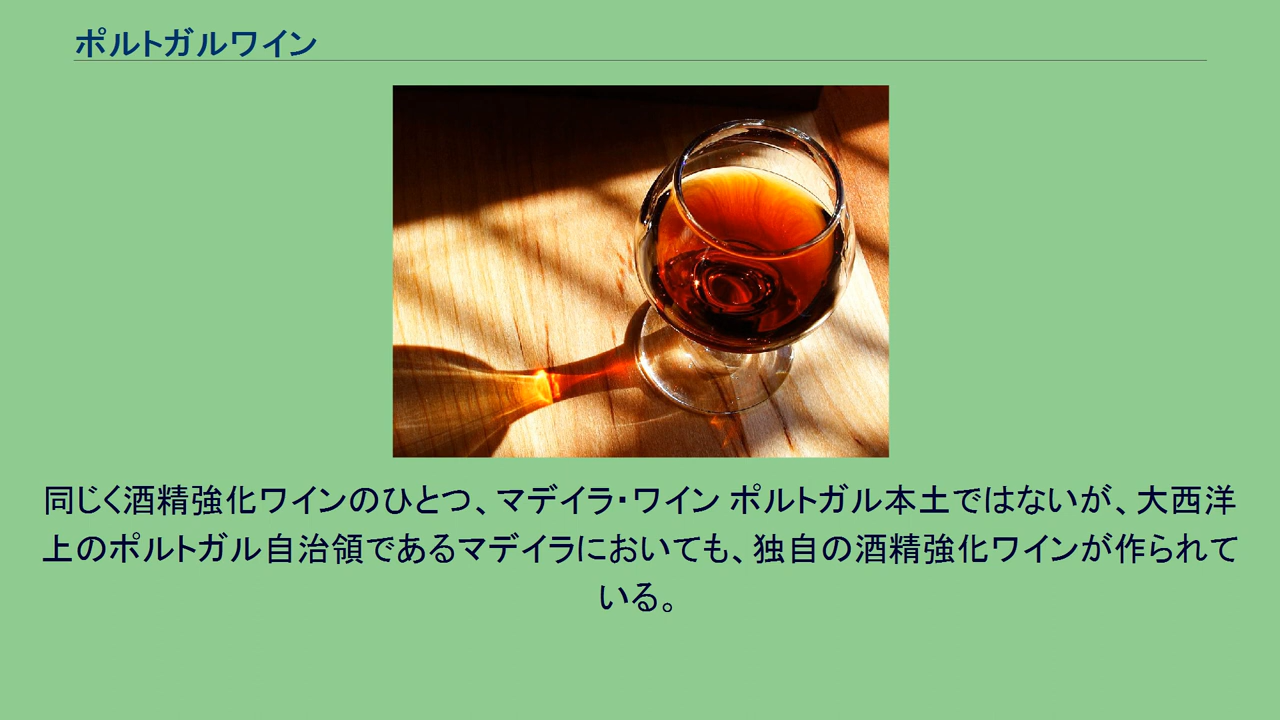 ポルトガルワイン
同じく酒精強化ワインのひとつ、マデイラ・ワイン ポルトガル本土ではないが、大西洋
上のポルトガル自治領であるマデイラにおいても、独自の酒精強化ワインが作られて
いる。